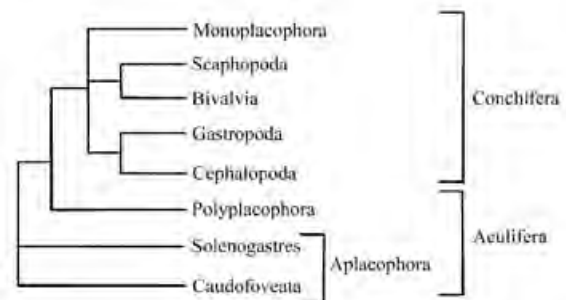 Monoplacophora
Scaphopoda
Bivalvia
Gastropoda
Cephalopoda
Conchifera
Polyplacophora
Solenogastres
Caudofoveata
Aplacophora
Aculifera